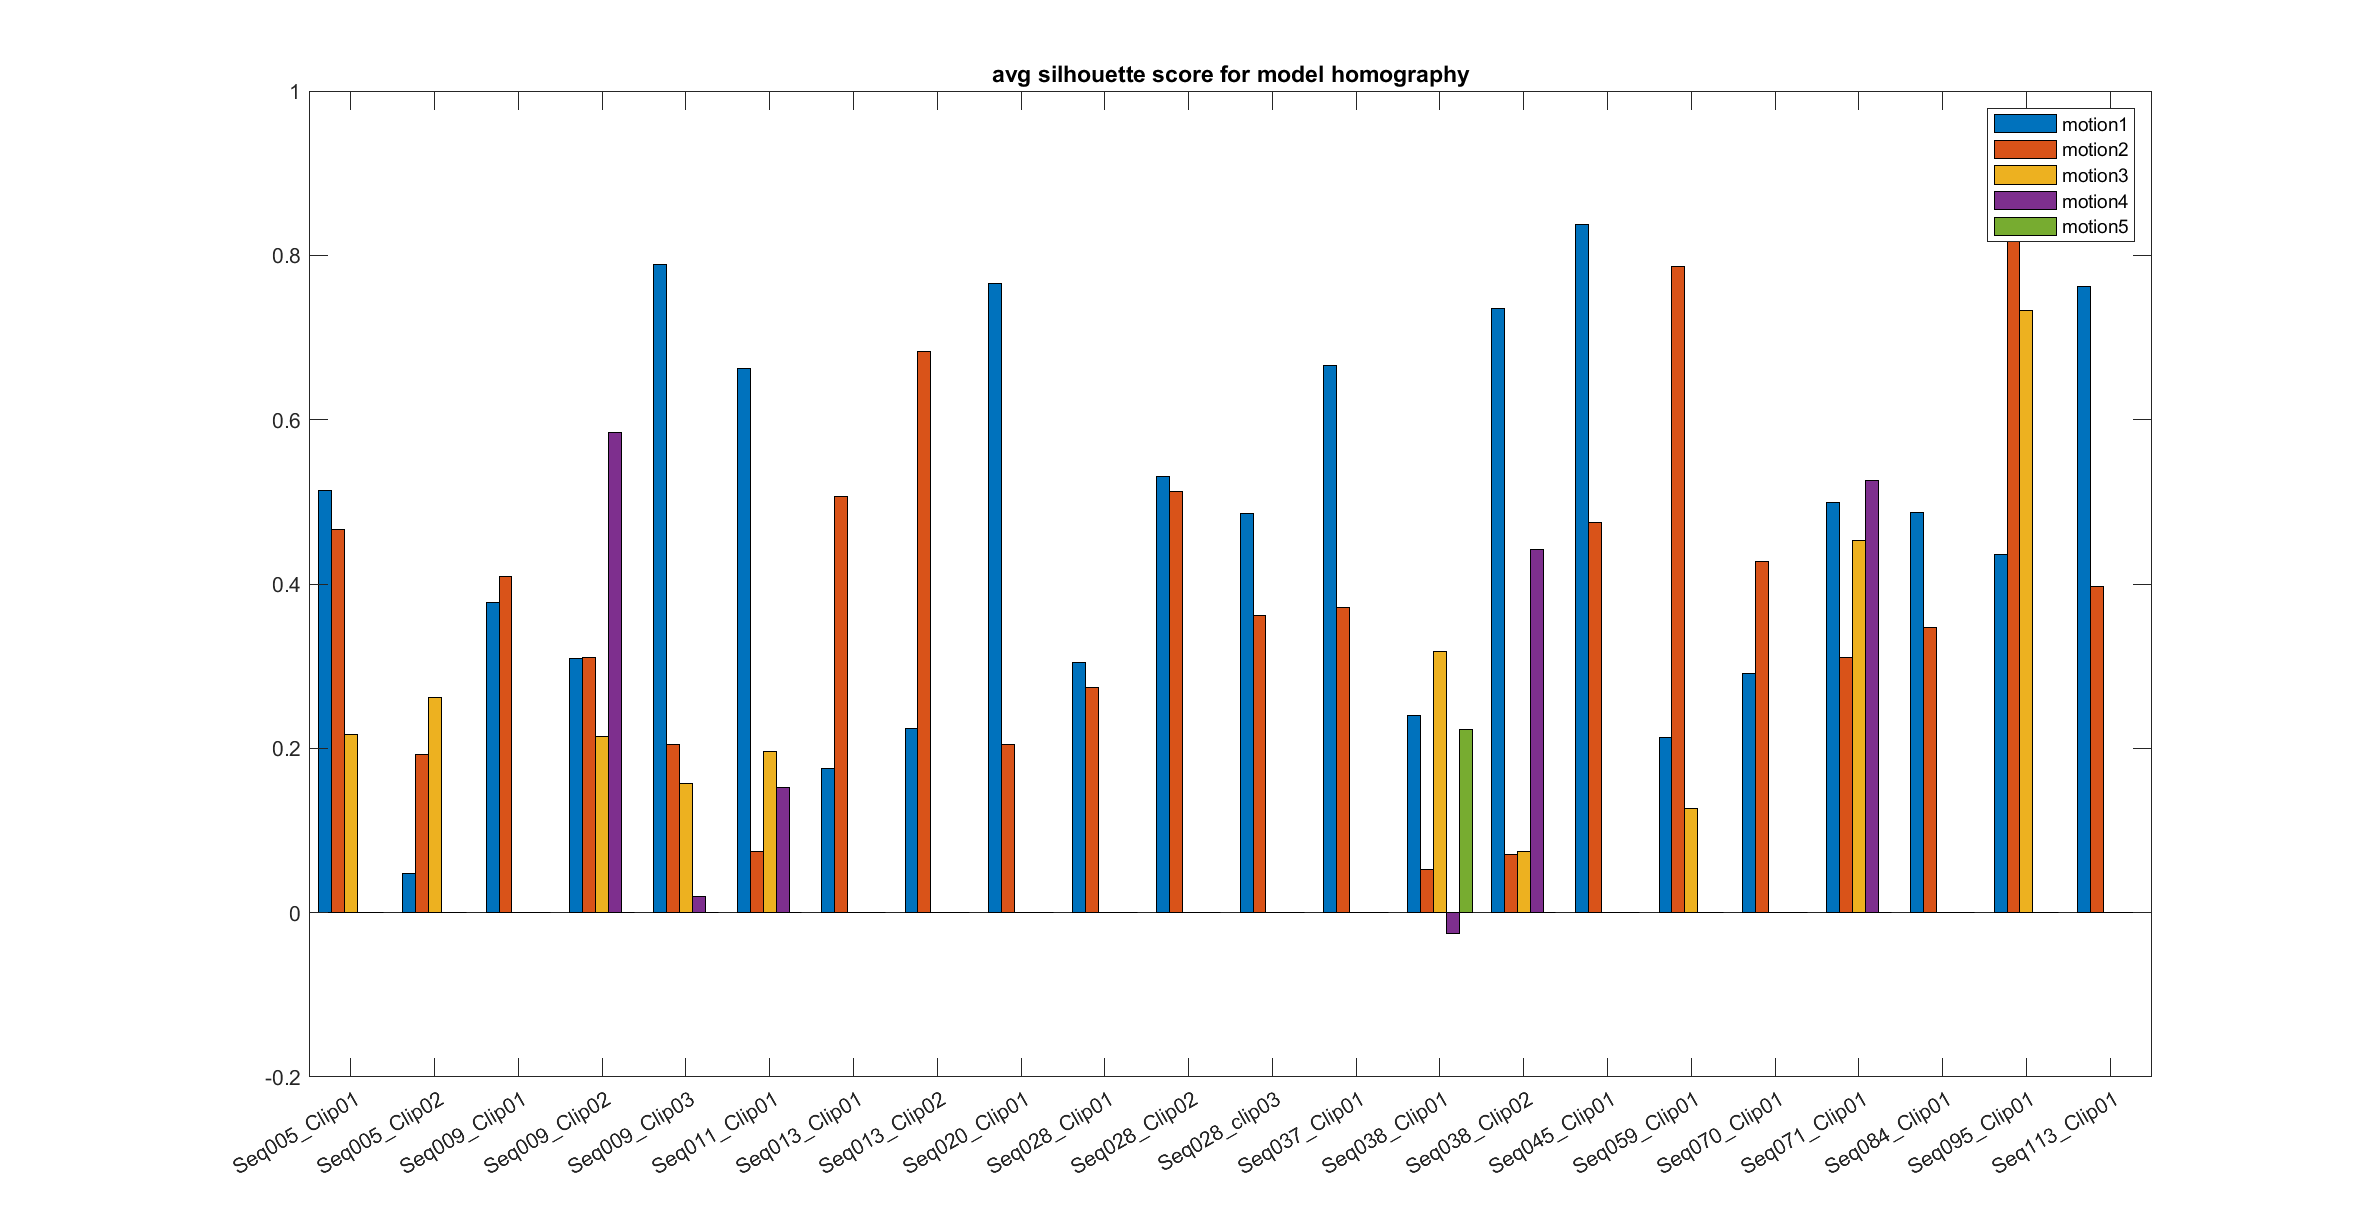 avg silhouette score for model homography
1
0.8
0.6
0.4
0.2
0
-0.2
motion1
motion2
motion3
motion4
motion5
Seq005_Clip01
Seq005_Clip02
Seq009_Clip01
Seq009_Clip02
Seq009_Clip03
Seq011_Clip01
Seq013_Clip01
Seq013_Clip02
Seq020_Clip01
Seq028_Clip01
Seq028_Clip02
Seq028_clip03
Seq037_Clip01
Seq038_Clip01
Seq038_Clip02
Seq045_Clip01
Seq059_Clip01
Seq070_Clip01
Seq071_Clip01
Seq084_Clip01
Seq095_Clip01
Seq113_Clip01